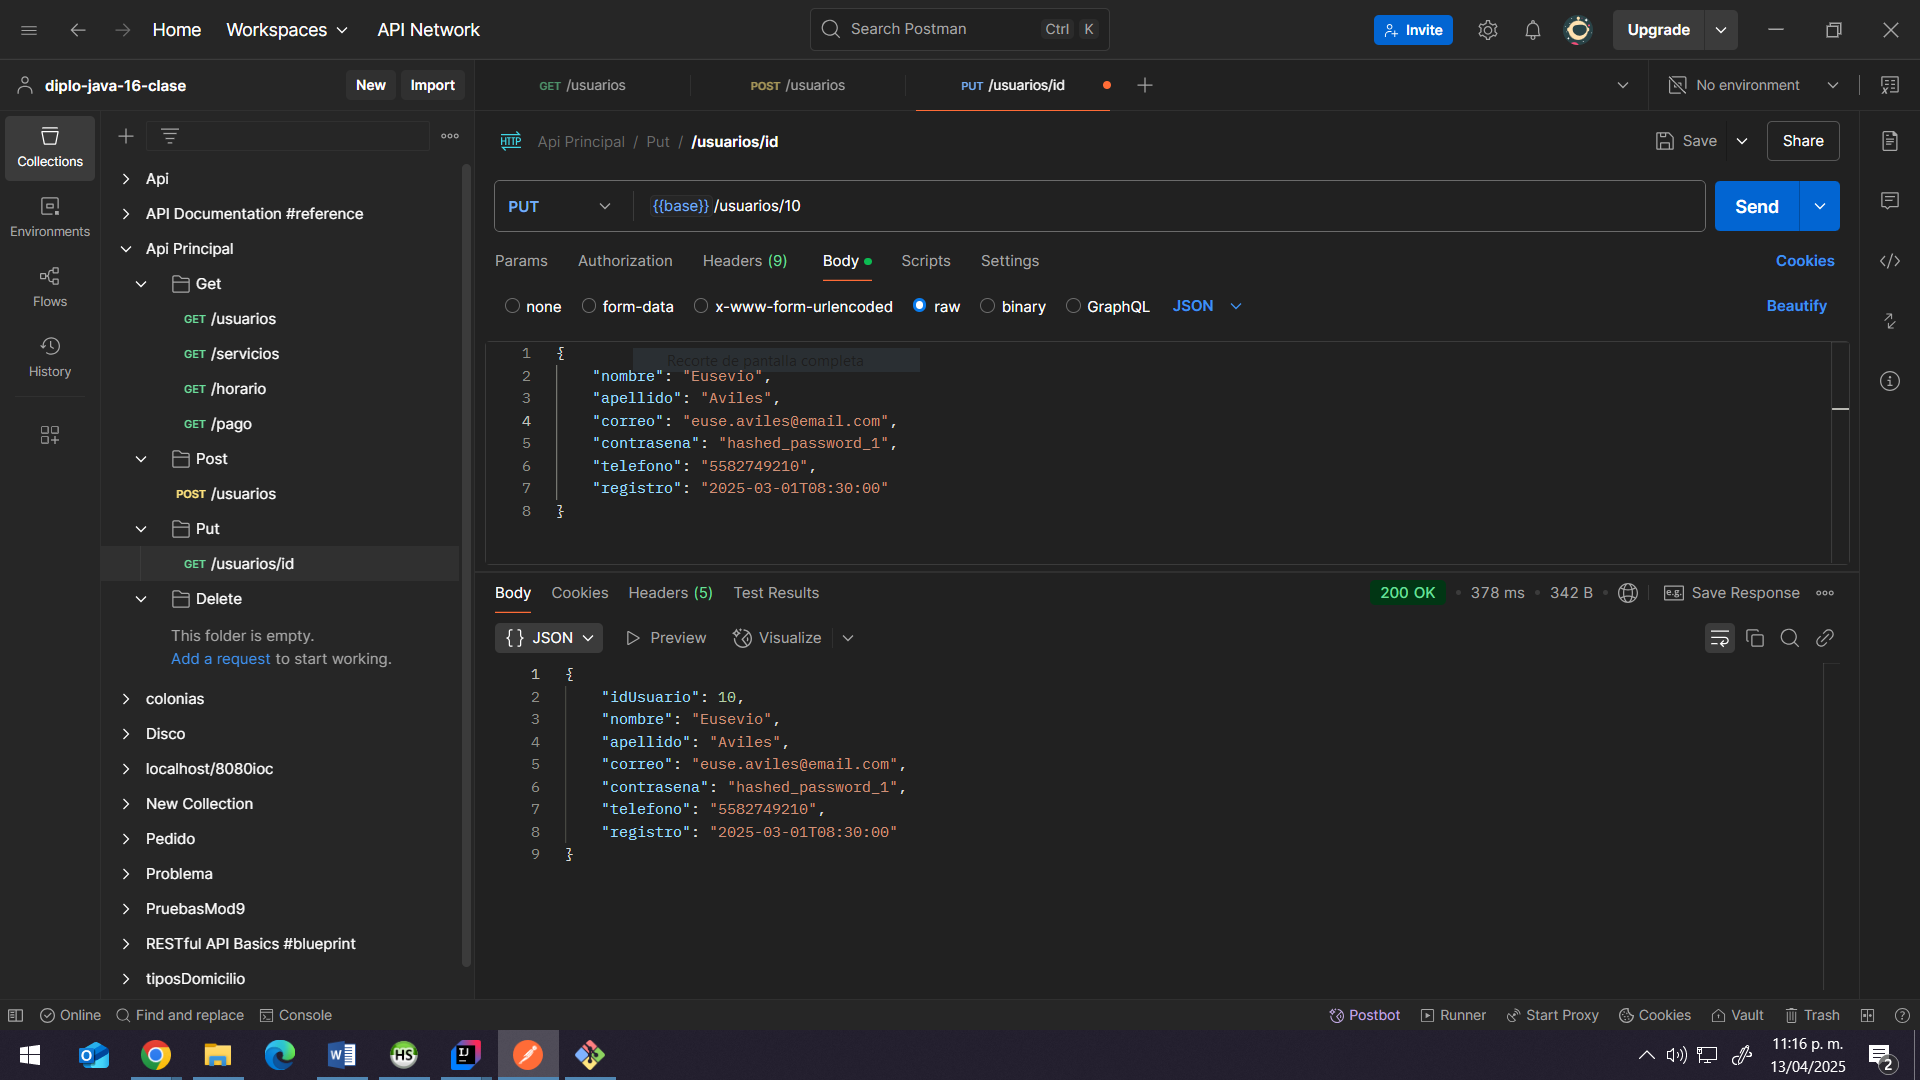 Home
Workspaces
API Network
Search Postman
Ctrl
K
Invite
Upgrade
diplo-java-16-clase
New
Import
GET /usuarios
POST /usuarios
PUT /usuarios/id
No environment
Collections
Environments
Flows
History
Api
API Documentation #reference
Api Principal
Get
GET /usuarios
GET /servicios
GET /horario
GET /pago
Post
POST /usuarios
Put
GET /usuarios/id
Delete
This folder is empty.
Add a request to start working.
colonias
Disco
localhost/8080ioc
New Collection
Pedido
Problema
PruebasMod9
RESTful API Basics #blueprint
tiposDomicilio
HTTP
Api Principal / Put / /usuarios/id
Save
Share
PUT
{{base}} /usuarios/10
Send
Params
Authorization
Headers (9)
Body
Scripts
Settings
Cookies
none
form-data
x-www-form-urlencoded
raw
binary
GraphQL
JSON
Beautify
Recorte de pantalla completa
1 {
2 "nombre": "Eusevio",
3 "apellido": "Aviles",
4 "correo": "euse.aviles@email.com",
5 "contrasena": "hashed_password_1",
6 "telefono": "5582749210",
7 "registro": "2025-03-01T08:30:00"
8 }
Body
Cookies
Headers (5)
Test Results
200 OK
378 ms
342 B
e.g.
Save Response
{} JSON
Preview
Visualize
1 {
2 "idUsuario": 10,
3 "nombre": "Eusevio",
4 "apellido": "Aviles",
5 "correo": "euse.aviles@email.com",
6 "contrasena": "hashed_password_1",
7 "telefono": "5582749210",
8 "registro": "2025-03-01T08:30:00"
9 }
Online
Find and replace
Console
Postbot
Runner
Start Proxy
Cookies
Vault
Trash
HS
11:16 p. m.
13/04/2025
2